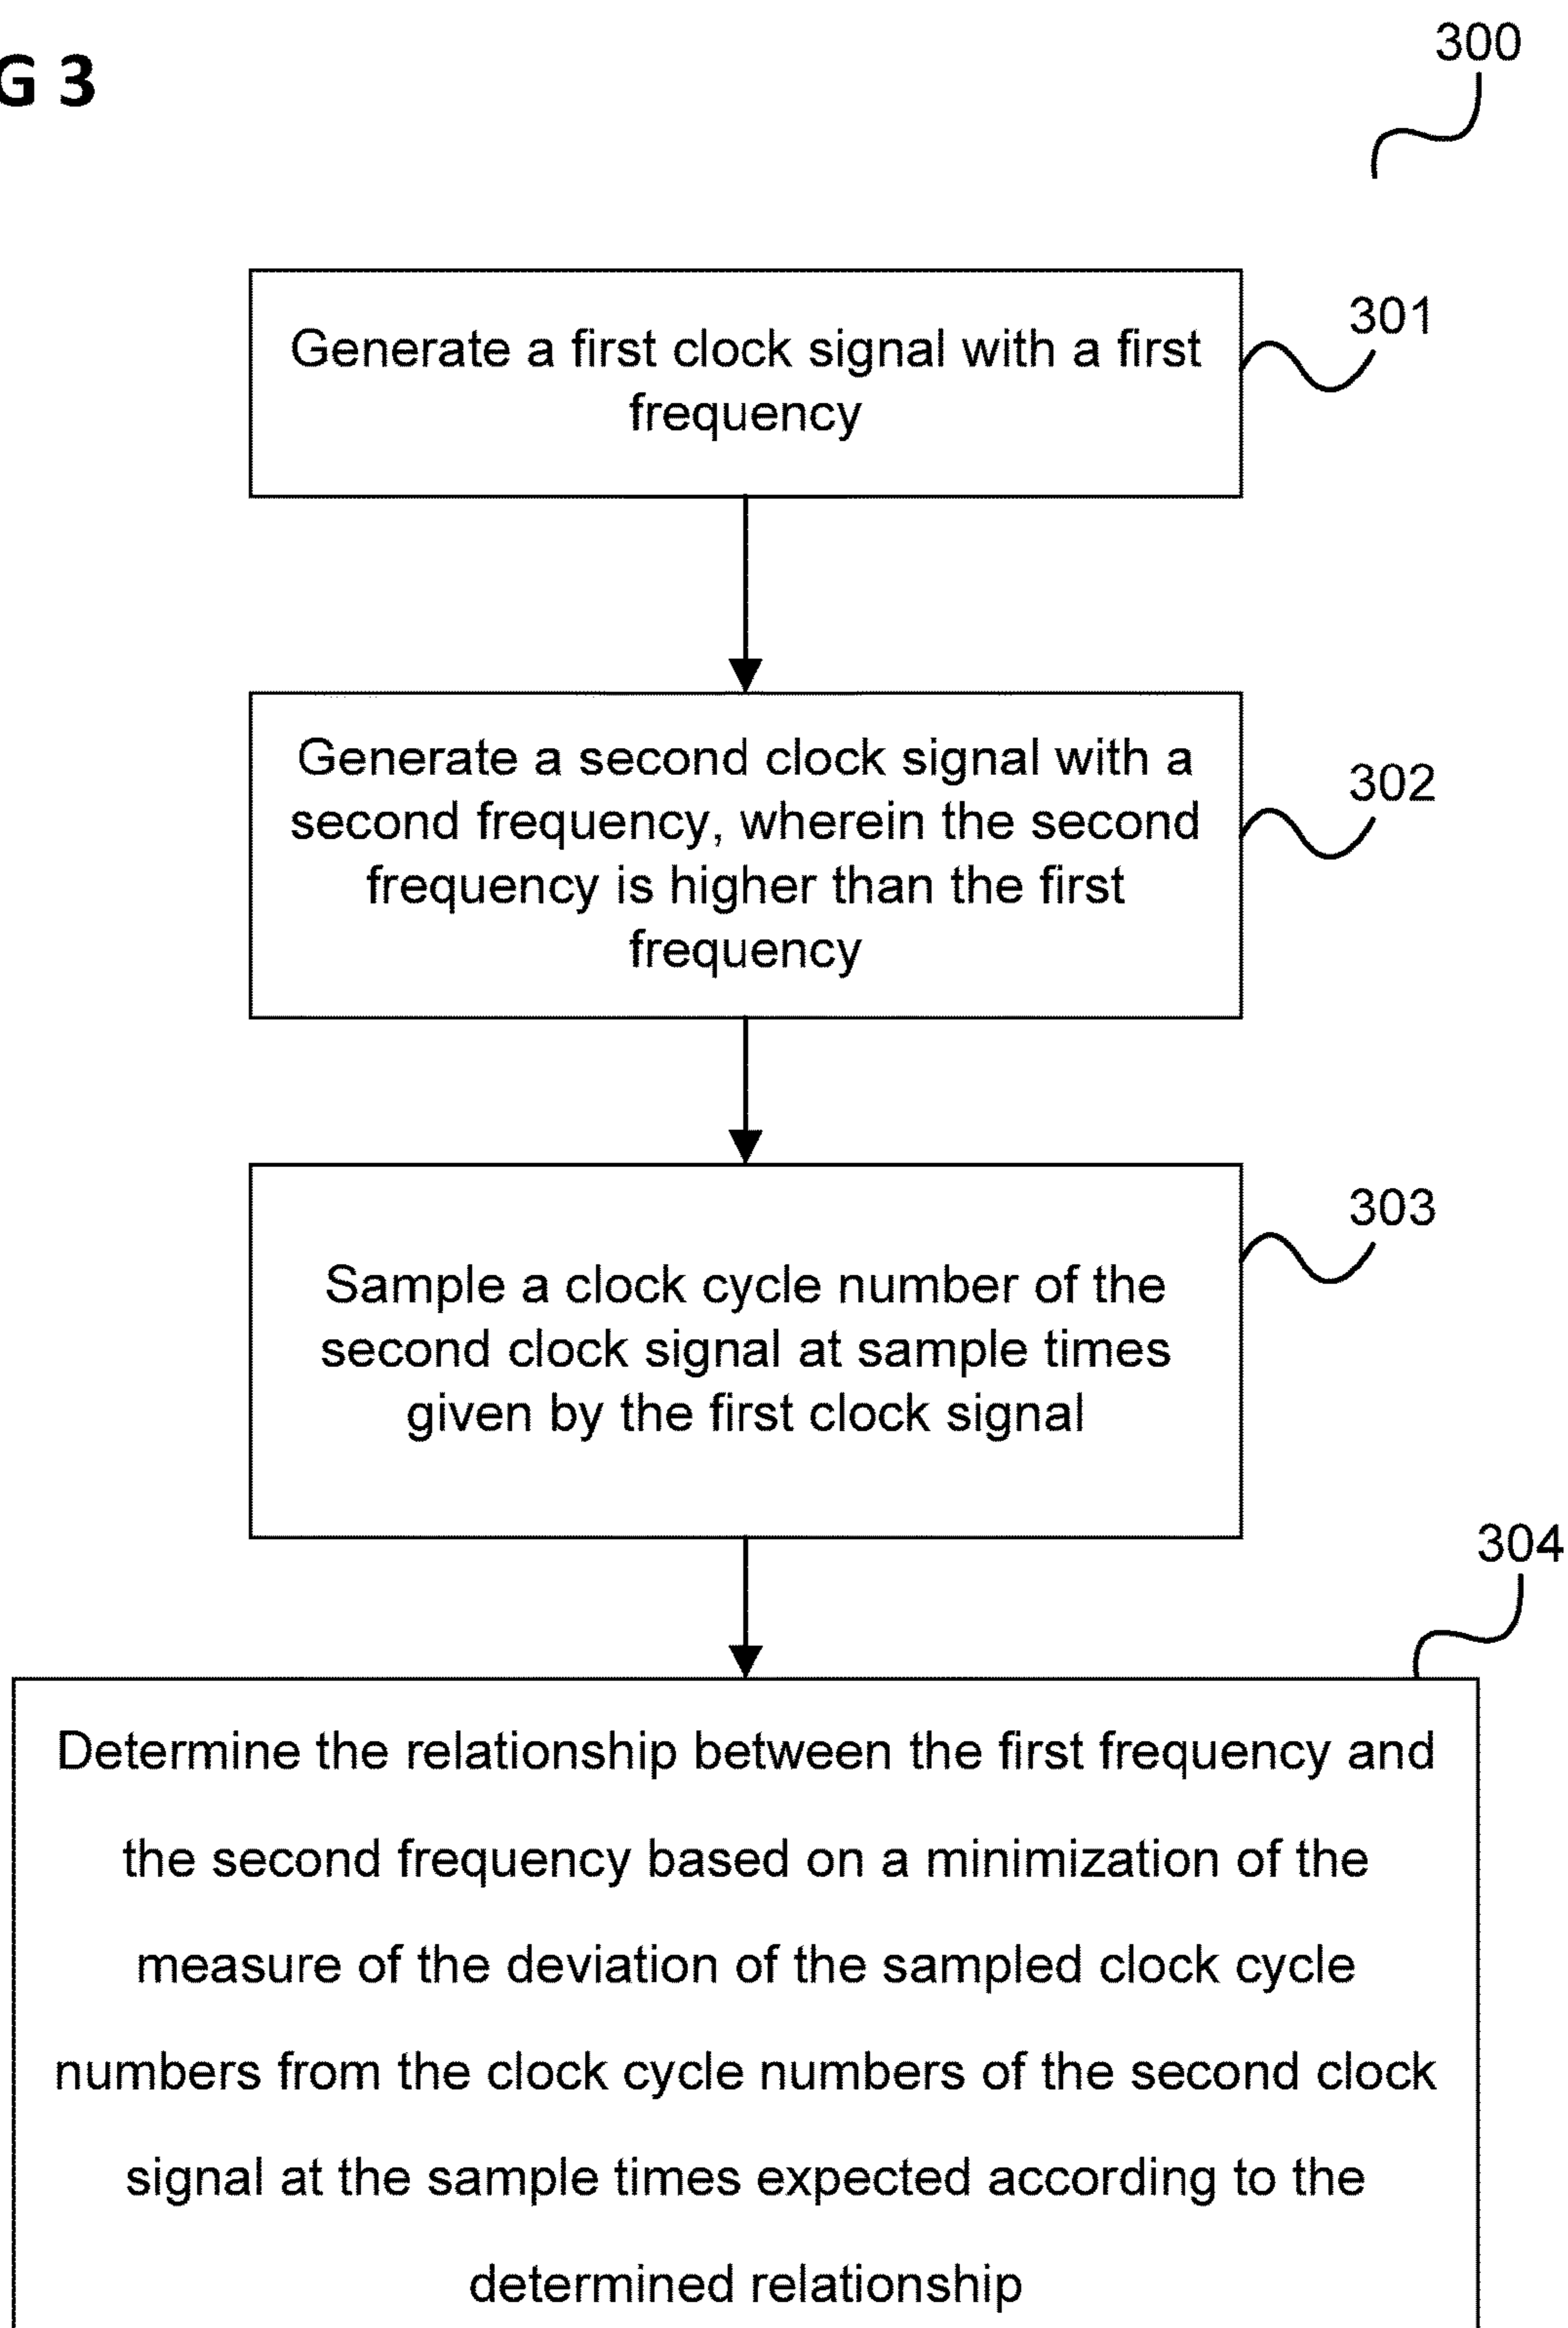 G 3
300
Generate a first clock signal with a first
frequency
301
Generate a second clock signal with a
second frequency, wherein the second
frequency is higher than the first
frequency
302
Sample a clock cycle number of the
second clock signal at sample times
given by the first clock signal
303
304
Determine the relationship between the first frequency and
the second frequency based on a minimization of the
measure of the deviation of the sampled clock cycle
numbers from the clock cycle numbers of the second clock
signal at the sample times expected according to the
determined relationship